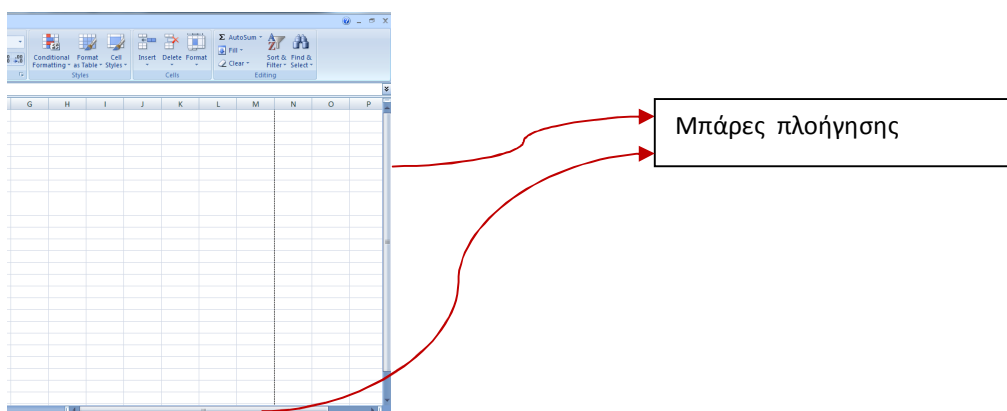 Σ AutoSum
Fill
Clear
Conditional Formatting
Format as Table
Cell Styles
Insert
Delete
Format
Sort & Filter
Find & Select
Styles
Cells
Editing
G H I J K L M N O P
Μπάρες πλοήγησης